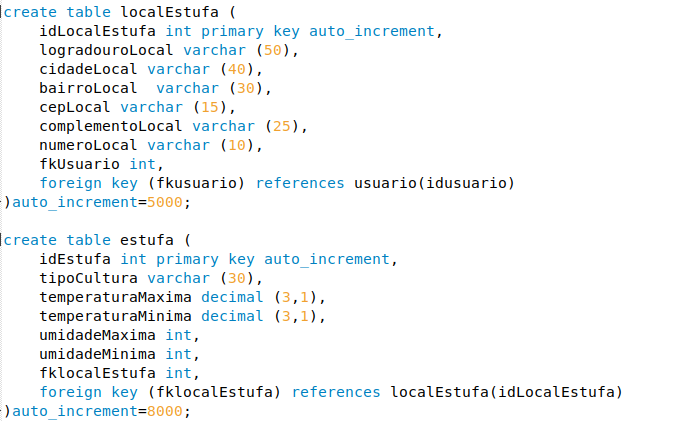 create table localEstufa (
    idLocalEstufa int primary key auto_increment,
    logradouroLocal varchar (50),
    cidadeLocal varchar (40),
    bairroLocal  varchar (30),
    cepLocal varchar (15),
    complementoLocal varchar (25),
    numeroLocal varchar (10),
    fkUsuario int,
    foreign key (fkusuario) references usuario(idusuario)
)auto_increment=5000;

create table estufa (
    idEstufa int primary key auto_increment,
    tipoCultura varchar (30),
    temperaturaMaxima decimal (3,1),
    temperaturaMinima decimal (3,1),
    umidadeMaxima int,
    umidadeMinima int,
    fklocalEstufa int,
    foreign key (fklocalEstufa) references localEstufa(idLocalEstufa)
)auto_increment=8000;